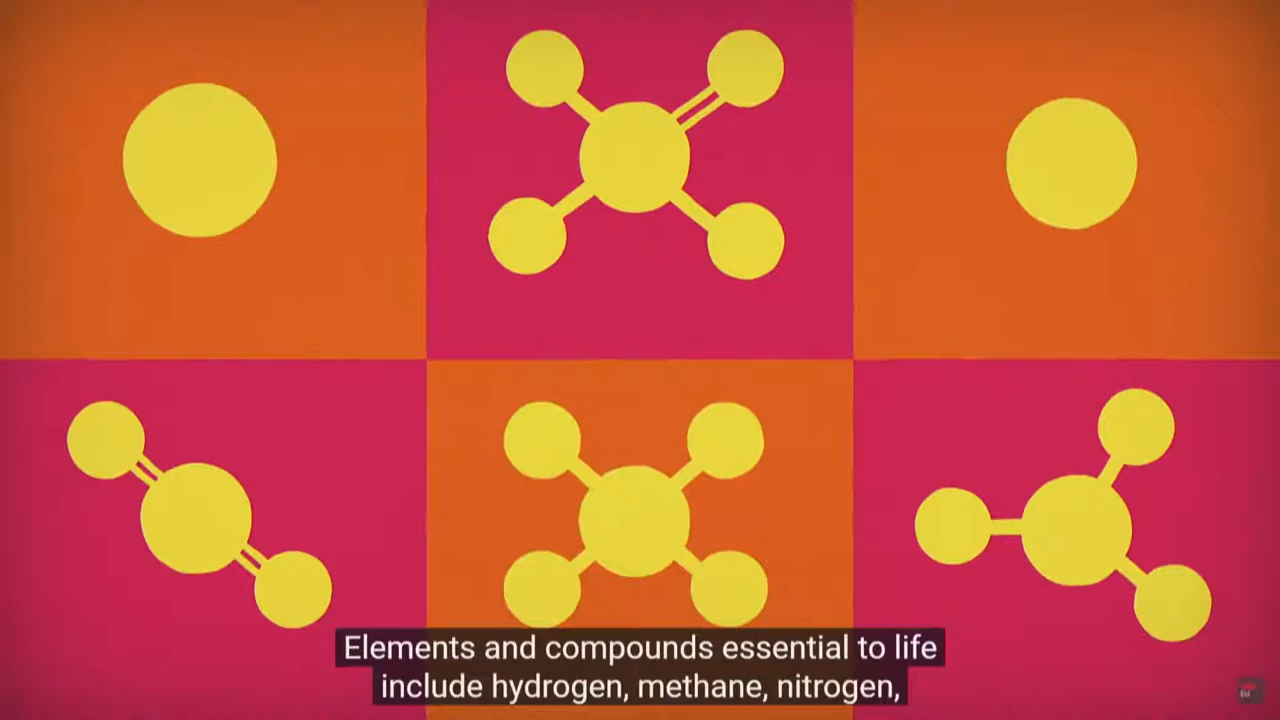 Elements and compounds essential to life
include hydrogen, methane, nitrogen,